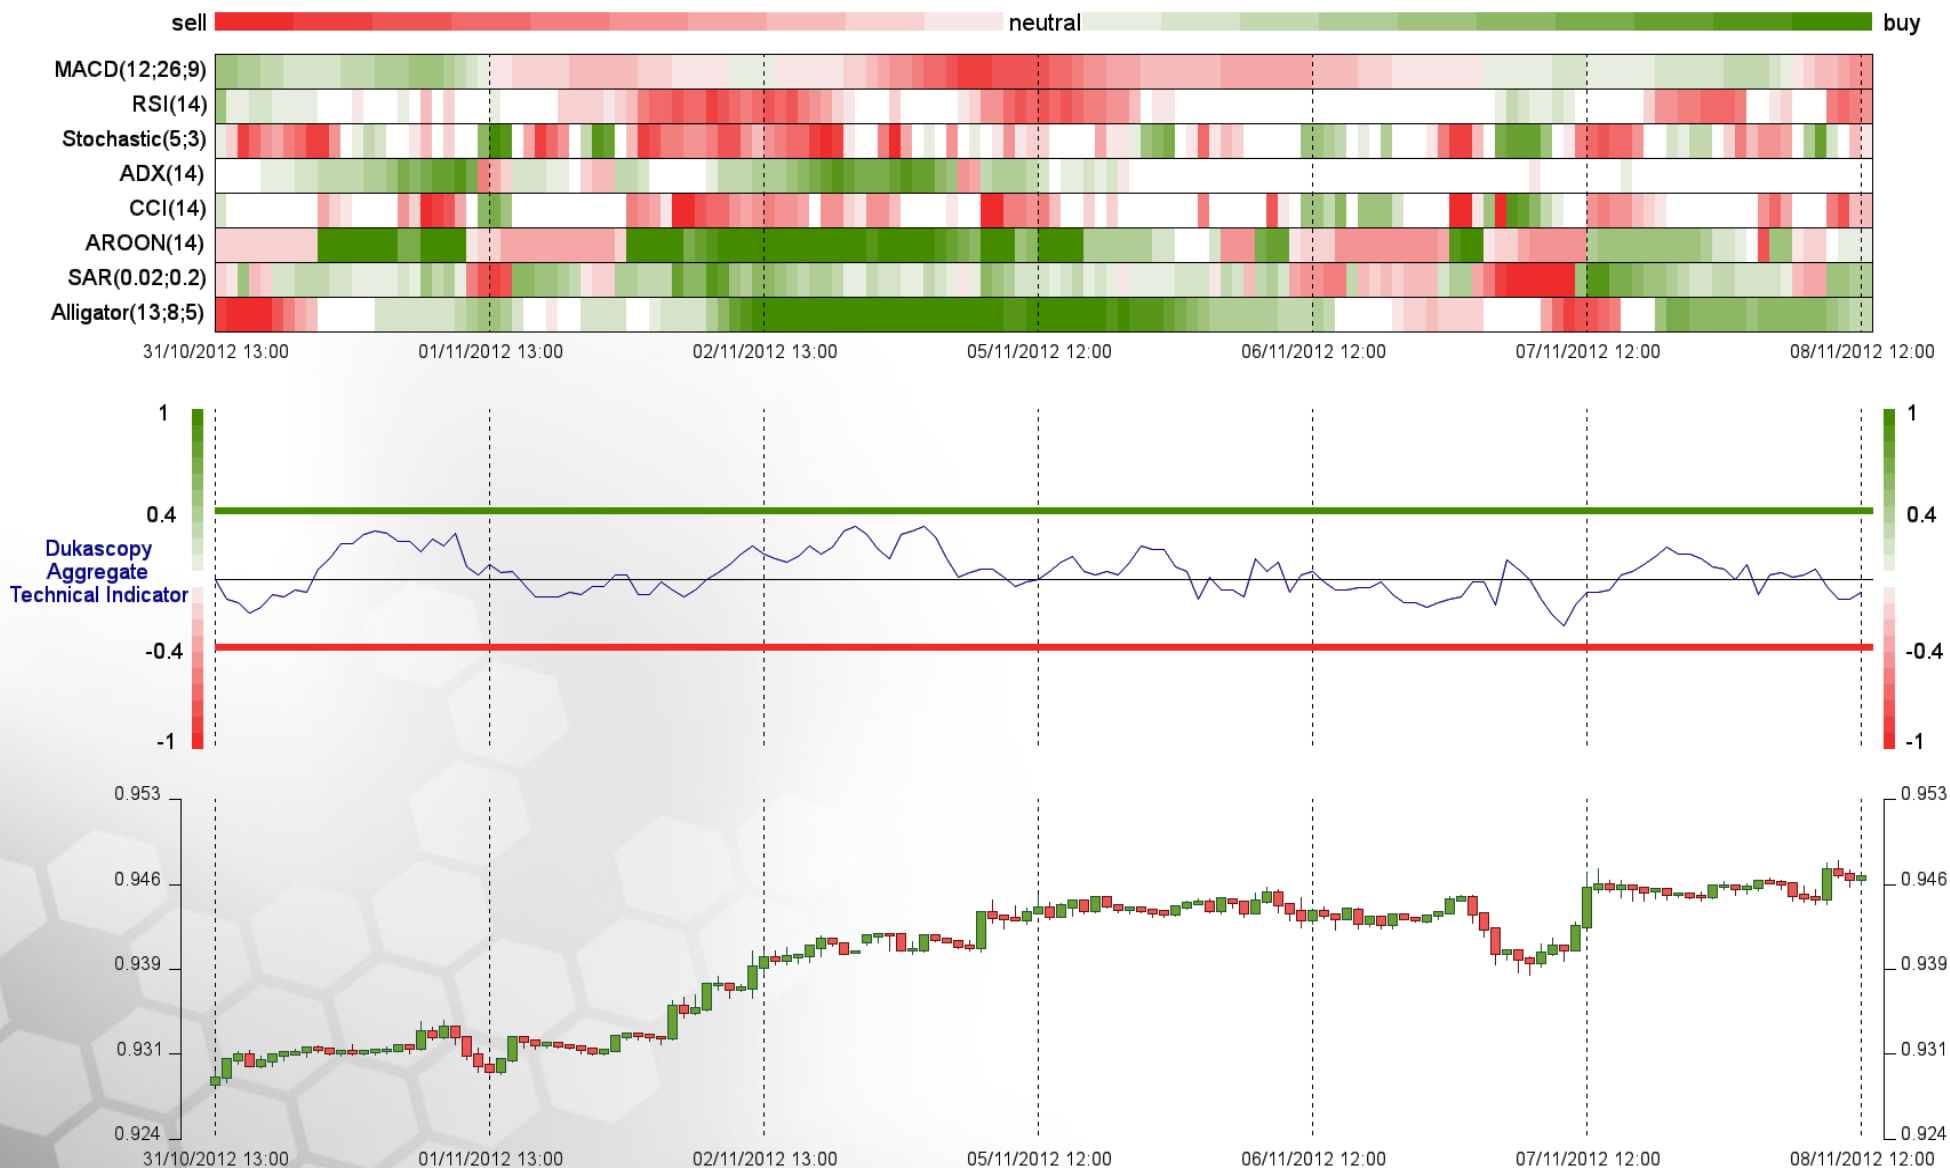 sell neutral buy
MACD(12;26;9)
RSI(14)
Stochastic(5;3)
ADX(14)
CCI(14)
AROON(14)
SAR(0.02;0.2)
Alligator(13;8;5)
31/10/2012 13:00 01/11/2012 13:00 02/11/2012 13:00 05/11/2012 12:00 06/11/2012 12:00 07/11/2012 12:00 08/11/2012 12:00
1 1
0.4 0.4
Dukascopy
Aggregate
Technical Indicator
-0.4 -0.4
-1 -1
0.953 0.953
0.946 0.946
0.939 0.939
0.931 0.931
0.924 0.924
31/10/2012 13:00 01/11/2012 13:00 02/11/2012 13:00 05/11/2012 12:00 06/11/2012 12:00 07/11/2012 12:00 08/11/2012 12:00